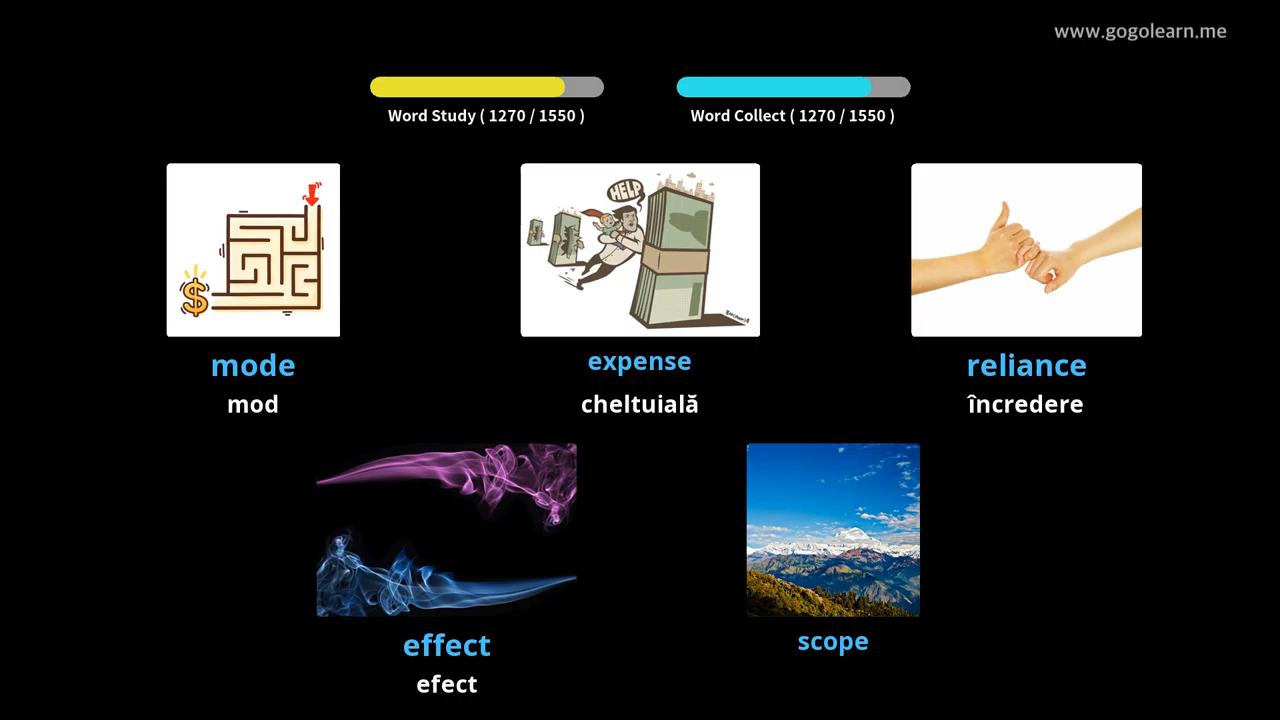 www.gogolearn.me
Word Study ( 1270 / 1550 )
Word Collect ( 1270 / 1550 )
HELP
mode
expense
reliance
mod
cheltuială
încredere
effect
scope
efect